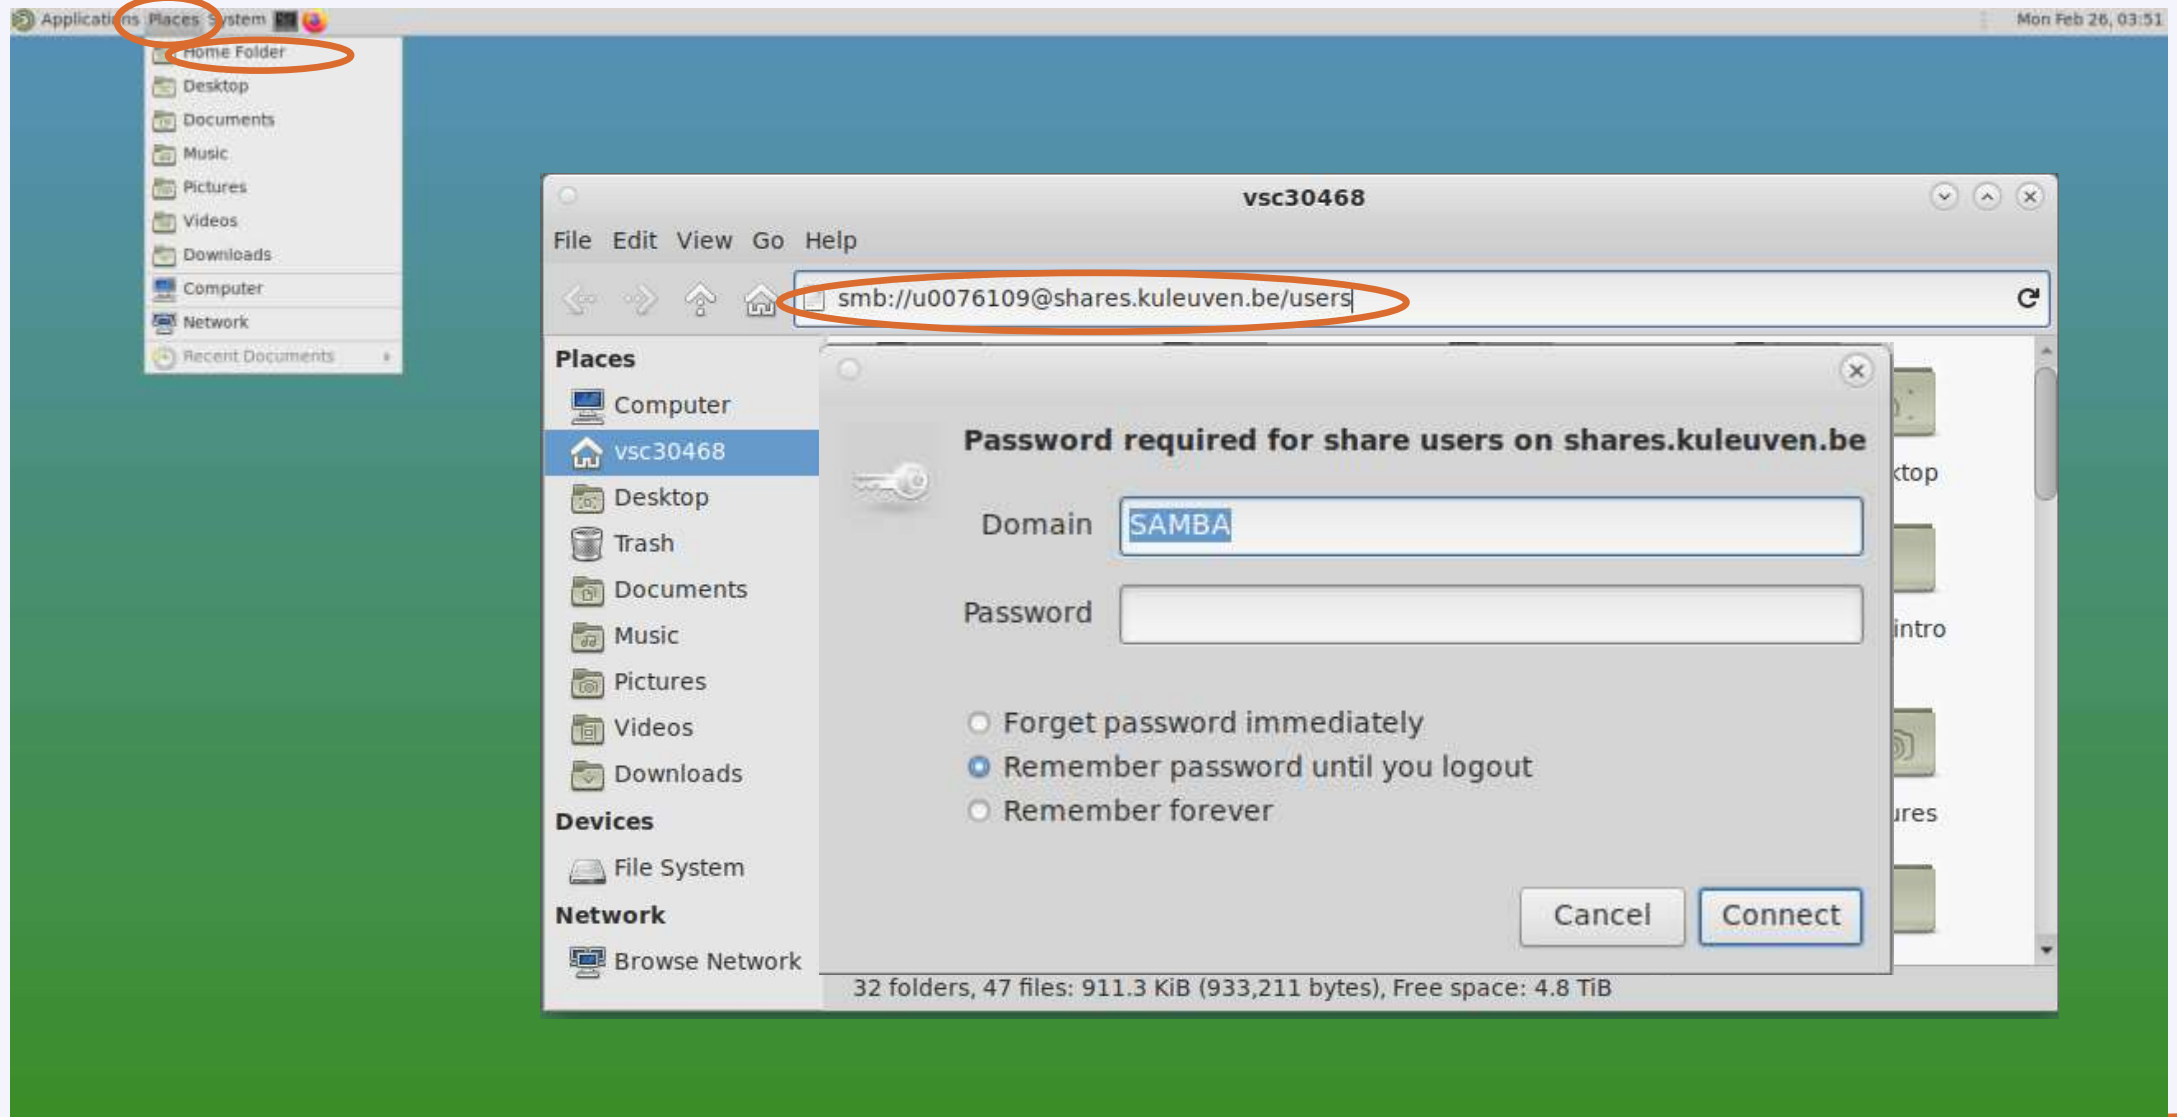 Applications Places System
Mon Feb 26, 03:51
Home Folder
Desktop
Documents
Music
Pictures
Videos
Downloads
Computer
Network
Recent Documents
vsc30468
File Edit View Go Help
smb://u0076109@shares.kuleuven.be/users
Places
Computer
vsc30468
Desktop
Trash
Documents
Music
Pictures
Videos
Downloads
Devices
File System
Network
Browse Network
Password required for share users on shares.kuleuven.be
Domain SAMBA
Password
Forget password immediately
Remember password until you logout
Remember forever
Cancel Connect
ktop
intro
ures
32 folders, 47 files: 911.3 KiB (933,211 bytes), Free space: 4.8 TiB